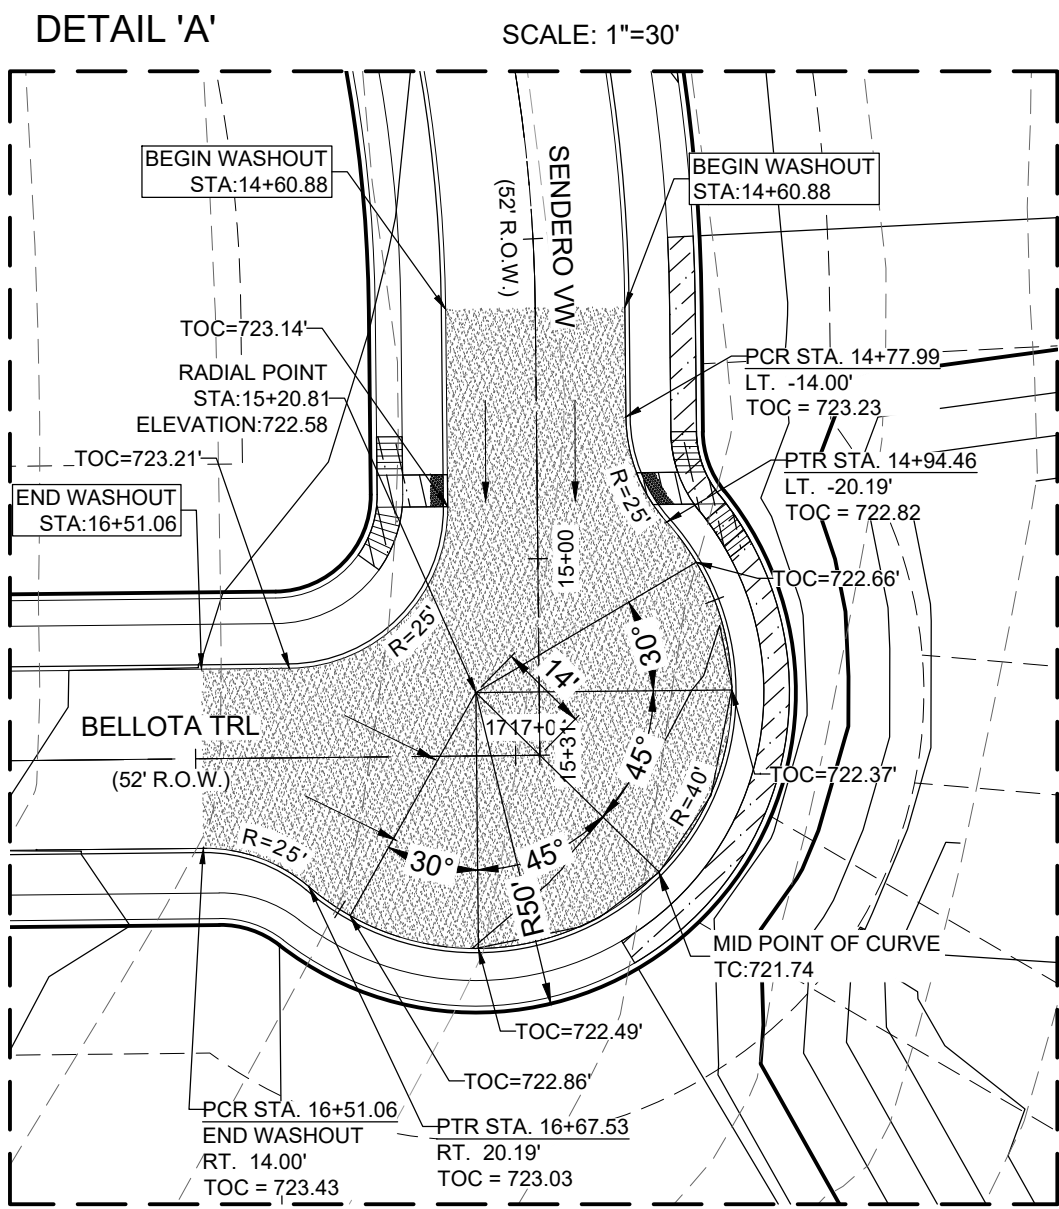 DETAIL 'A'
SCALE: 1"=30'
BEGIN WASHOUT
STA:14+60.88
SENDERO VW
(52' R.O.W.)
BEGIN WASHOUT
STA:14+60.88
TOC=723.14'
RADIAL POINT
STA:15+20.81
ELEVATION:722.58
PCR STA. 14+77.99
LT. -14.00'
TOC = 723.23
TOC=723.21'
END WASHOUT
STA:16+51.06
PTR STA. 14+94.46
LT. -20.19'
TOC = 722.82
R=25'
15+00
TOC=722.66'
R=25'
30°
14'
BELLOTA TRL
(52' R.O.W.)
15+31
45°
TOC=722.37'
R=40'
R=25'
30°
45°
R50'
MID POINT OF CURVE
TC:721.74
TOC=722.49'
TOC=722.86'
PCR STA. 16+51.06
END WASHOUT
RT. 14.00'
TOC = 723.43
PTR STA. 16+67.53
RT. 20.19'
TOC = 723.03